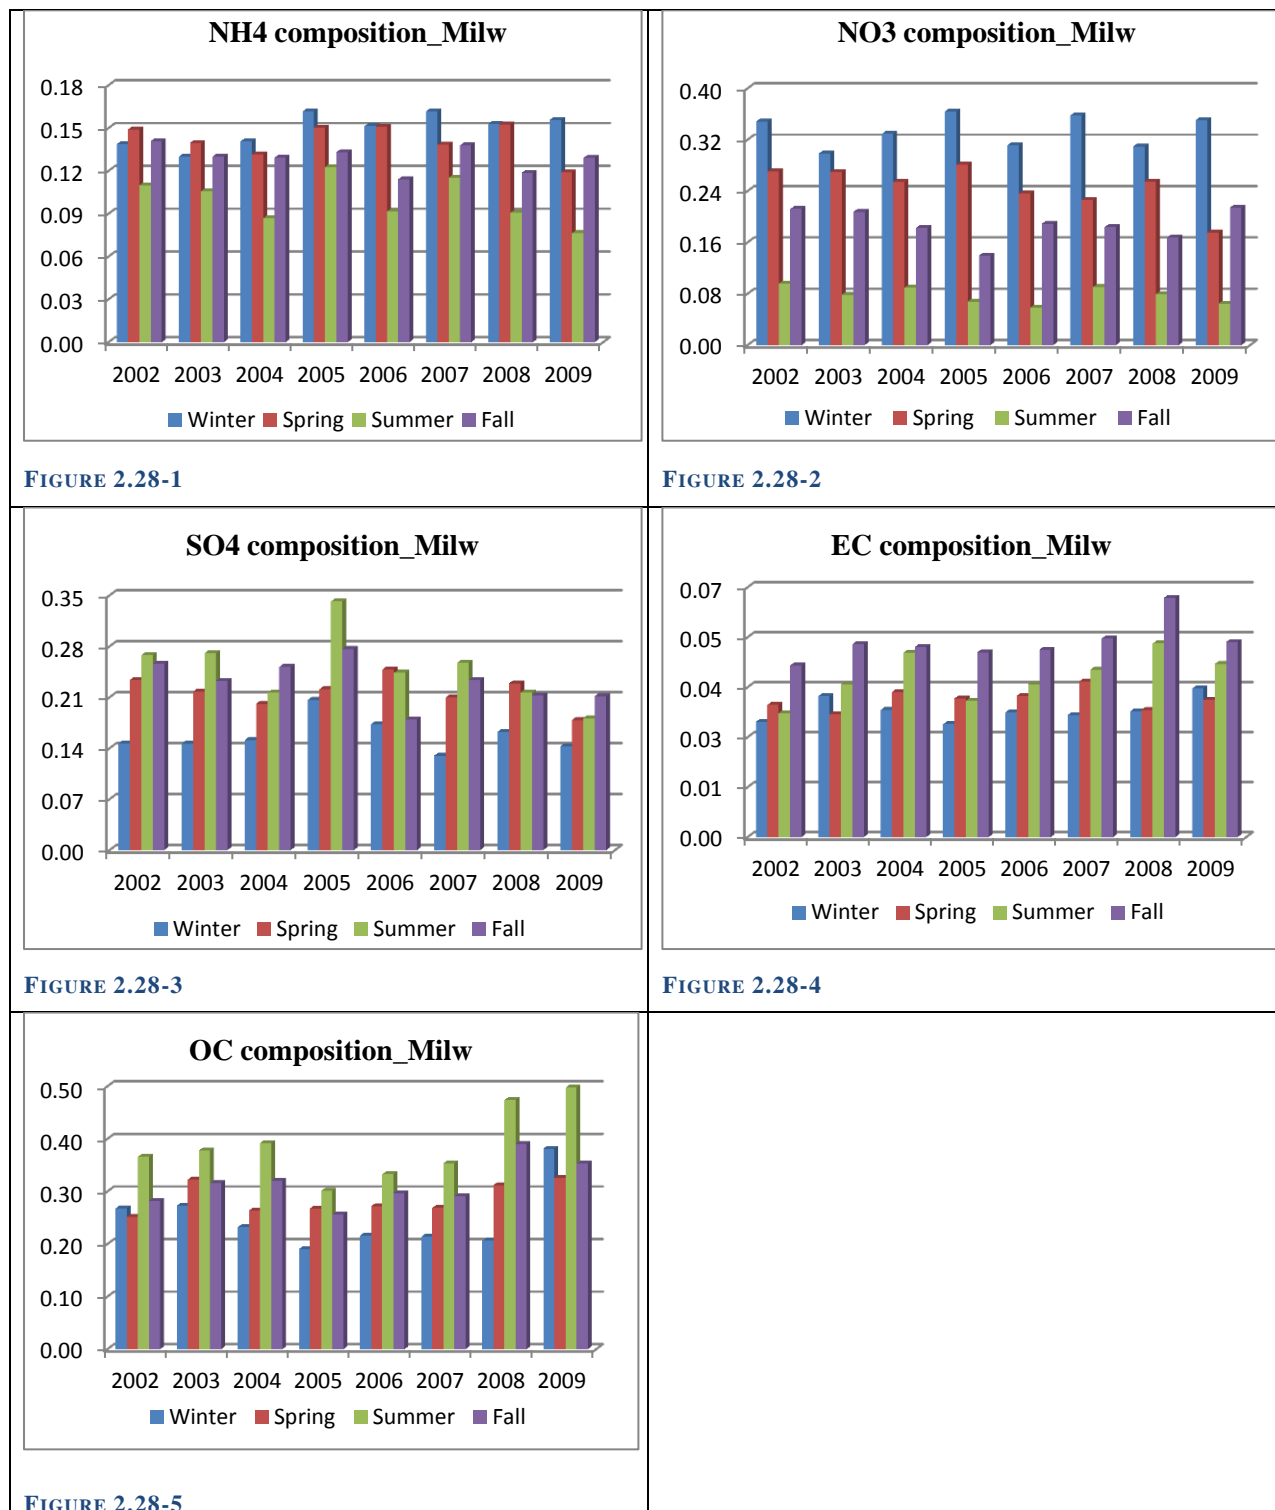 NH4 composition_Milw
0.18
0.15
0.12
0.09
0.06
0.03
0.00
2002 2003 2004 2005 2006 2007 2008 2009
Winter Spring Summer Fall
FIGURE 2.28-1
NO3 composition_Milw
0.40
0.32
0.24
0.16
0.08
0.00
2002 2003 2004 2005 2006 2007 2008 2009
Winter Spring Summer Fall
FIGURE 2.28-2
SO4 composition_Milw
0.35
0.28
0.21
0.14
0.07
0.00
2002 2003 2004 2005 2006 2007 2008 2009
Winter Spring Summer Fall
FIGURE 2.28-3
EC composition_Milw
0.07
0.05
0.04
0.03
0.01
0.00
2002 2003 2004 2005 2006 2007 2008 2009
Winter Spring Summer Fall
FIGURE 2.28-4
OC composition_Milw
0.50
0.40
0.30
0.20
0.10
0.00
2002 2003 2004 2005 2006 2007 2008 2009
Winter Spring Summer Fall
FIGURE 2.28-5